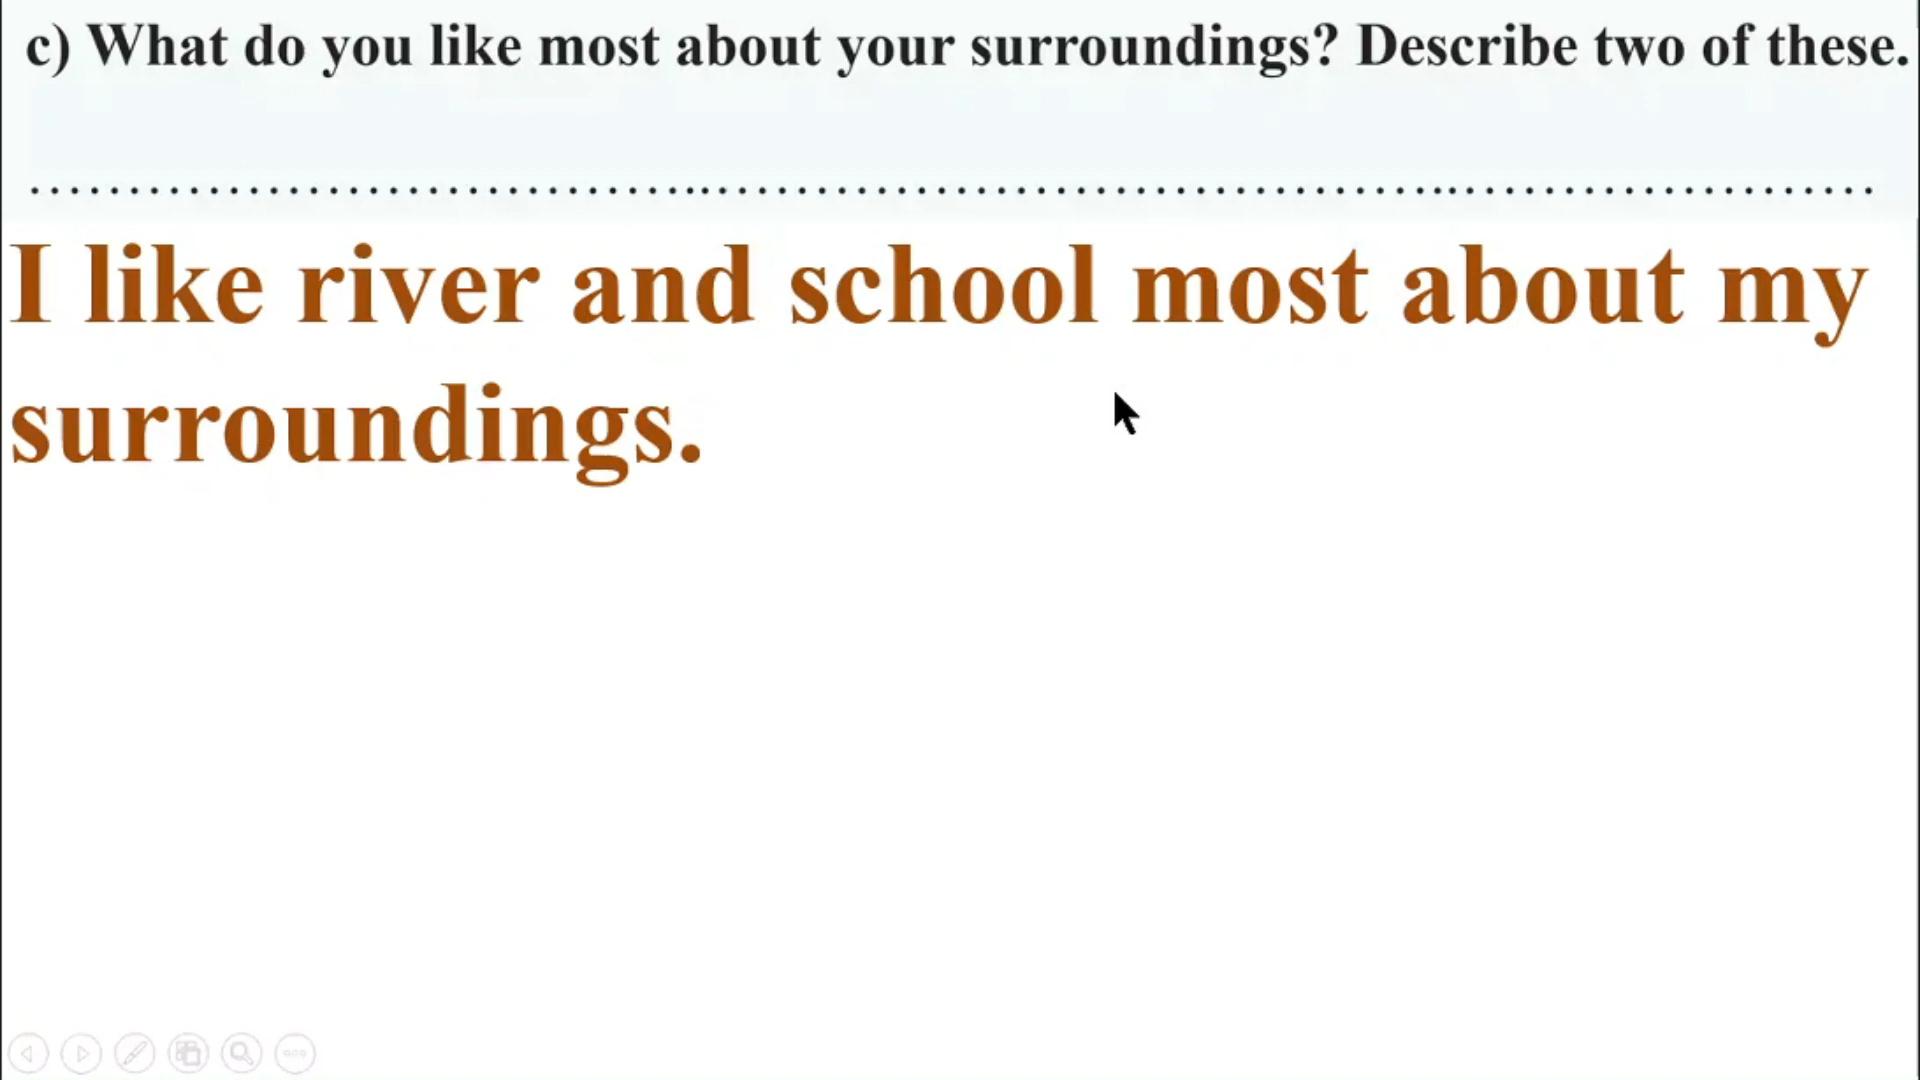 c) What do you like most about your surroundings? Describe two of these.
I like river and school most about my
surroundings.